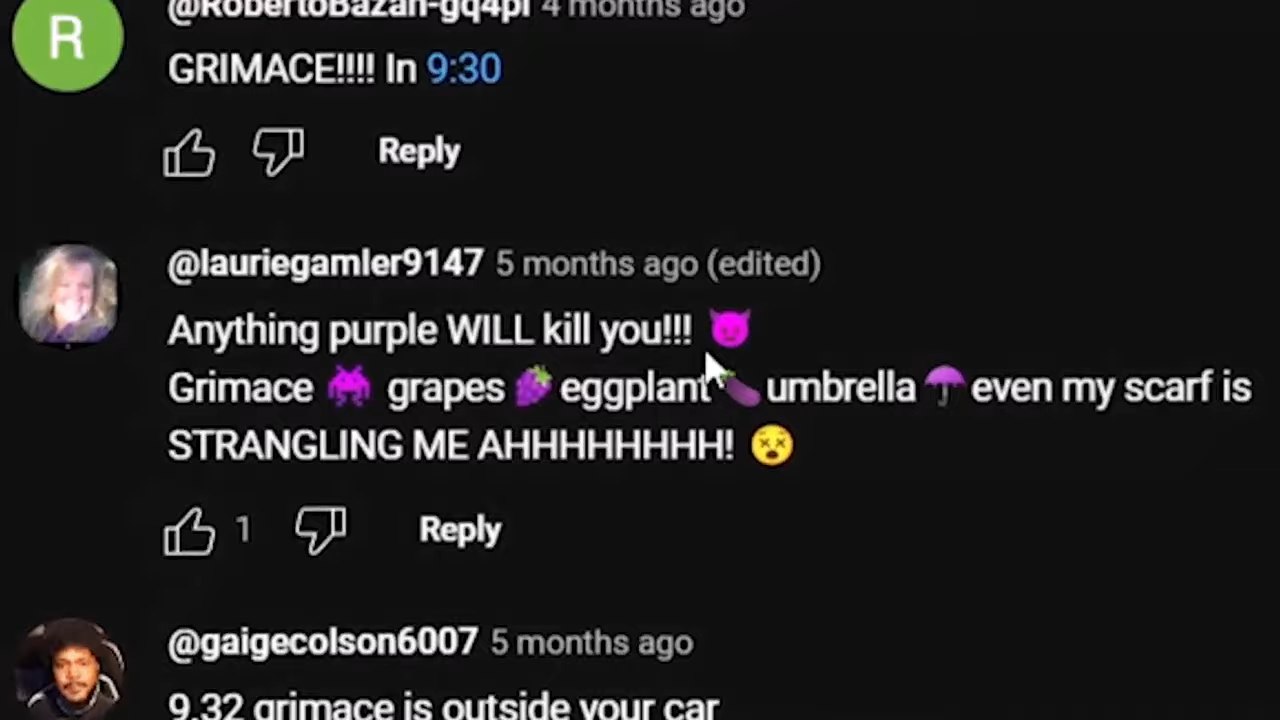 R
@RobertoBazan-gq4pl 4 months ago
GRIMACE!!!! In 9:30
Reply
@lauriegamler9147 5 months ago (edited)
Anything purple WILL kill you!!! 😈
Grimace 👾 grapes 🍇 eggplant 🍆 umbrella ☂ even my scarf is
STRANGLING ME AHHHHHHHH! 😵
1 Reply
@gaigecolson6007 5 months ago
9.32 grimace is outside your car